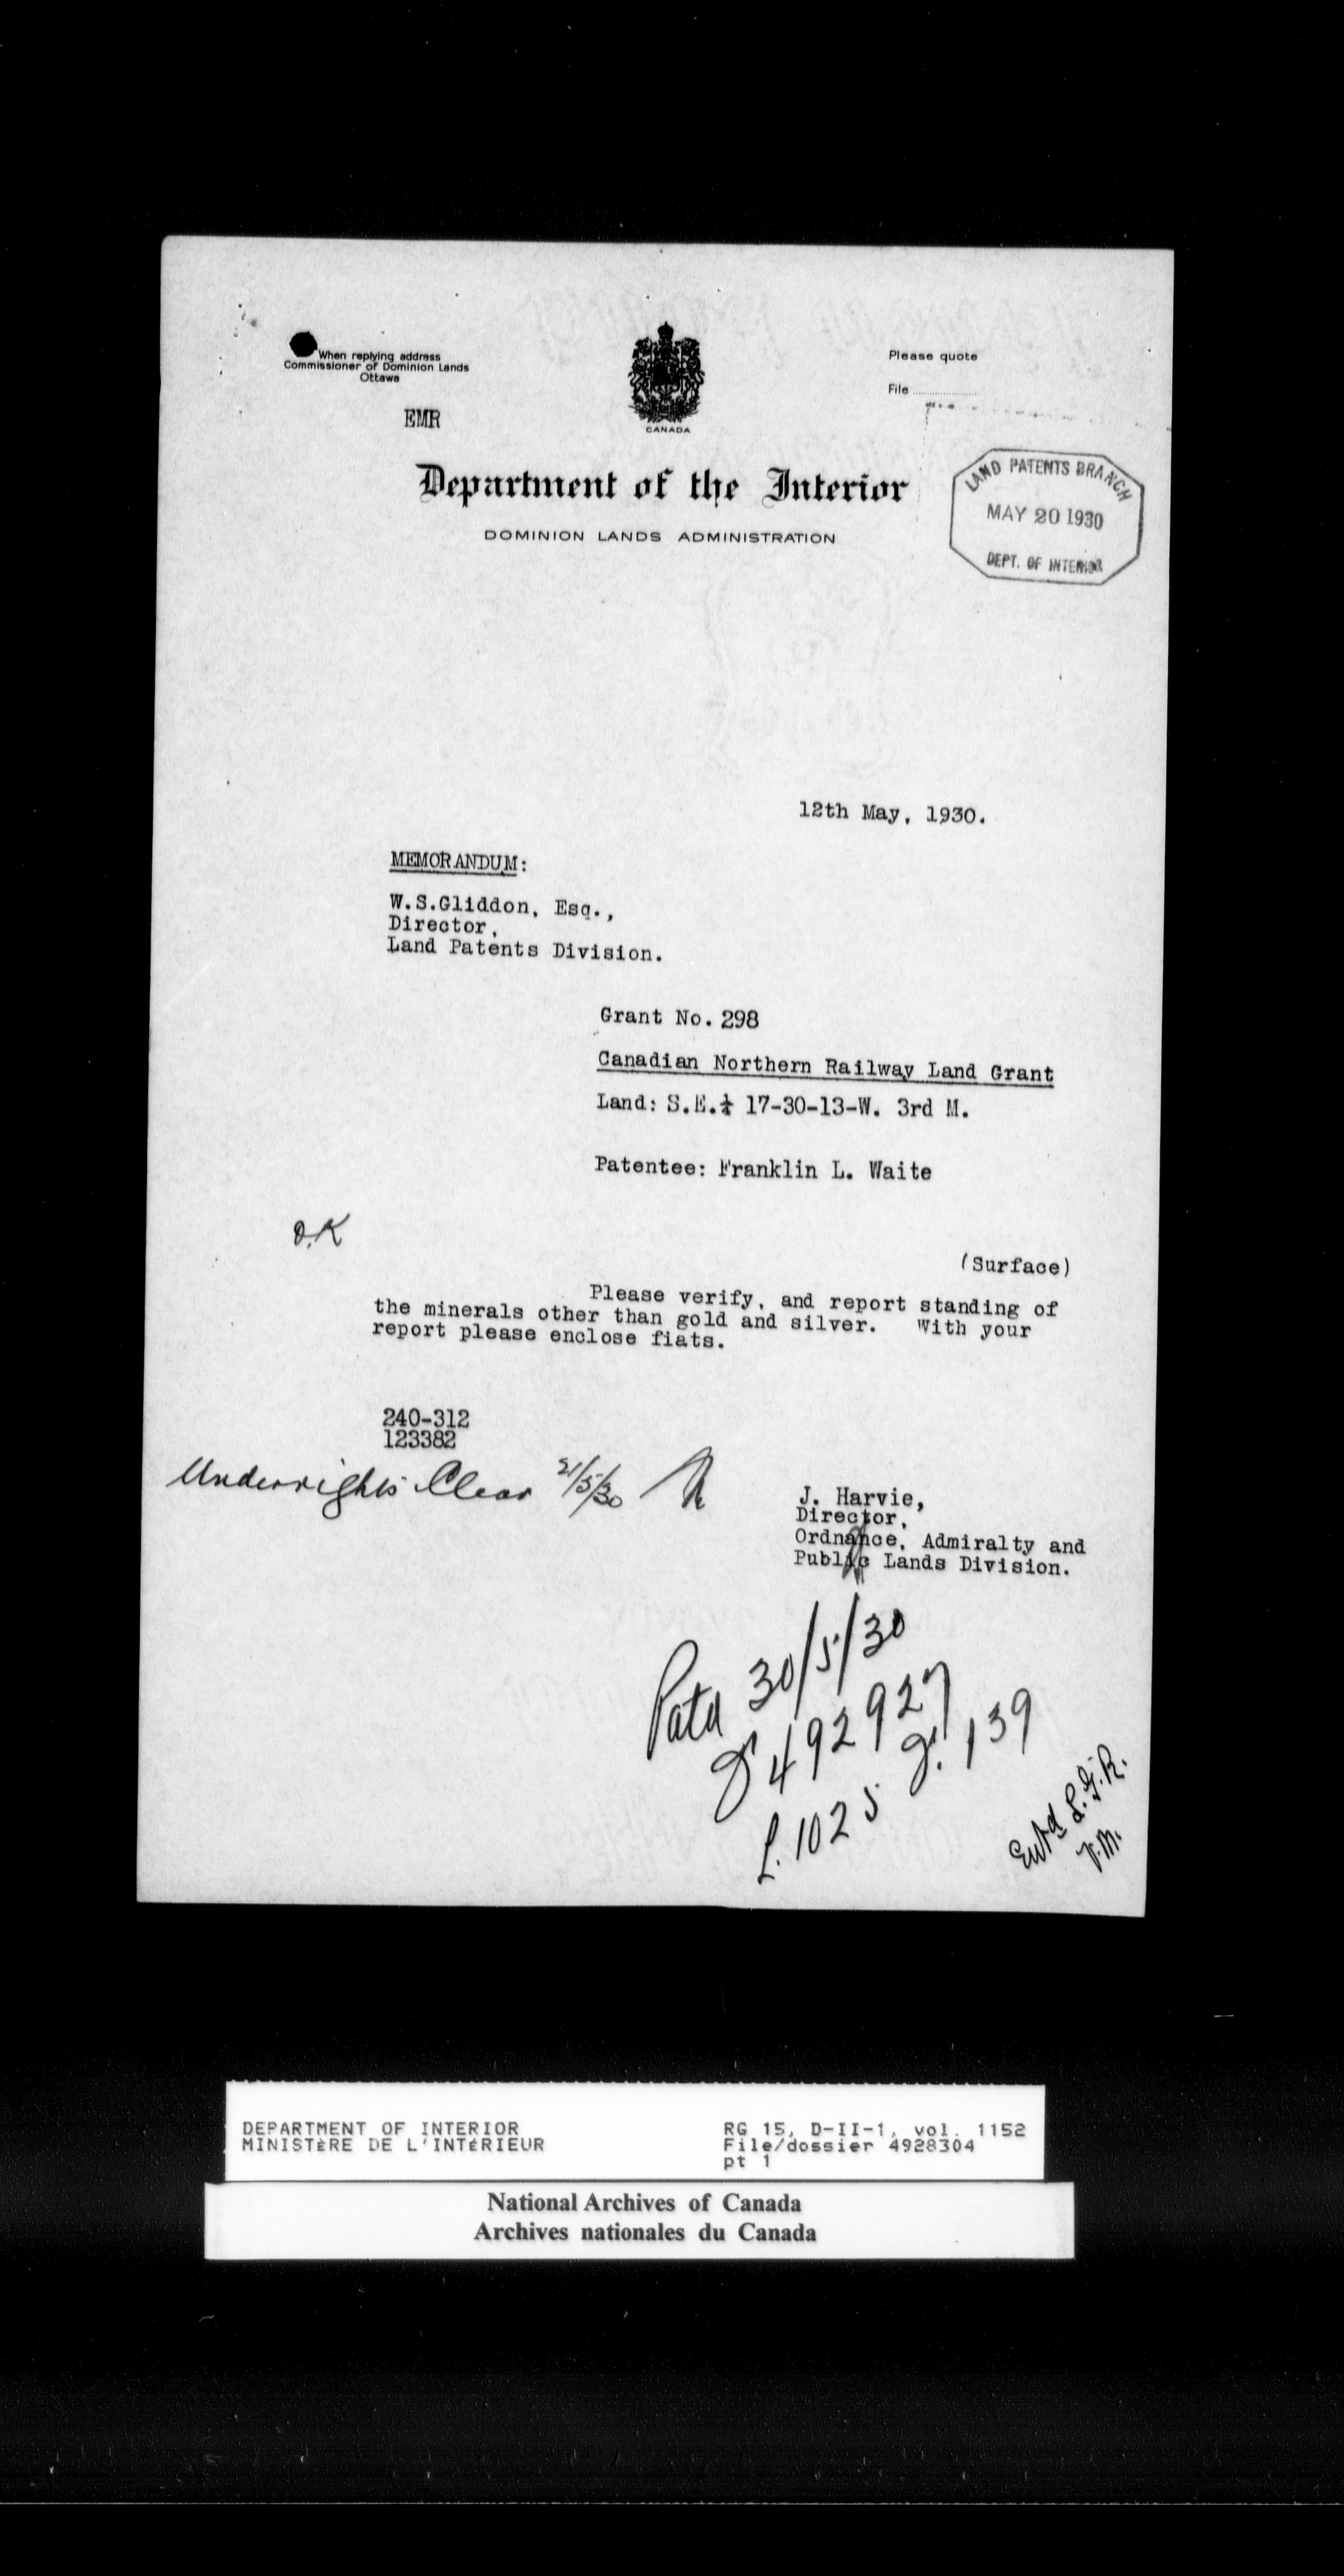 When replying address
Commissioner of Dominion Lands
Ottawa
Please quote
File
EMR
CANADA
Department of the Interior
DOMINION LANDS ADMINISTRATION
LAND PATENTS BRANCH
MAY 20 1930
DEPT. OF INTERIOR
12th May, 1930.
MEMORANDUM:
W.S.Gliddon, Esq.,
Director,
Land Patents Division.
Grant No. 298
Canadian Northern Railway Land Grant
Land: S.E.¼ 17-30-13-W. 3rd M.
Patentee: Franklin L. Waite
O.K
(Surface)
Please verify, and report standing of
the minerals other than gold and silver. With your
report please enclose fiats.
240-312
123382
Underrights Clear 21/5/30
J. Harvie,
Director,
Ordnance, Admiralty and
Public Lands Division.
Patd 30/5/30
492927
L. 1025 139
Entd L.G.R.
V.M.
DEPARTMENT OF INTERIOR
MINISTÈRE DE L'INTÉRIEUR
RG 15, D-II-1, vol. 1152
File/dossier 4928304
pt 1
National Archives of Canada
Archives nationales du Canada